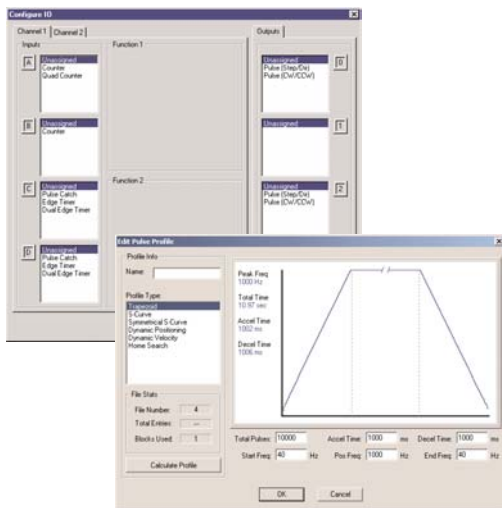 Configure IO
Channel 1 Channel 2
Outputs
Inputs
Function 1
A
Unassigned
Counter
Quad Counter
Unassigned
Pulse (Step/Dir)
Pulse (CW/CCW)
0
B
Unassigned
Counter
Unassigned
1
Function 2
C
Unassigned
Pulse Catch
Edge Timer
Dual Edge Timer
Unassigned
Pulse (Step/Dir)
Pulse (CW/CCW)
2
D
Unassigned
Pulse Catch
Edge Timer
Dual Edge Timer
Edit Pulse Profile
Profile Info
Name:
Profile Type:
Trapezoid
S-Curve
Symmetrical S-Curve
Dynamic Positioning
Dynamic Velocity
Home Search
File Stats
File Number: 4
Total Entries: ---
Blocks Used: 1
Calculate Profile
Peak Freq
1000 Hz
Total Time
10.97 sec
Accel Time
1002 ms
Decel Time
1006 ms
Total Pulses: 10000 Accel Time: 1000 ms Decel Time: 1000 ms
Start Freq: 40 Hz Pos Freq: 1000 Hz End Freq: 40 Hz
OK Cancel